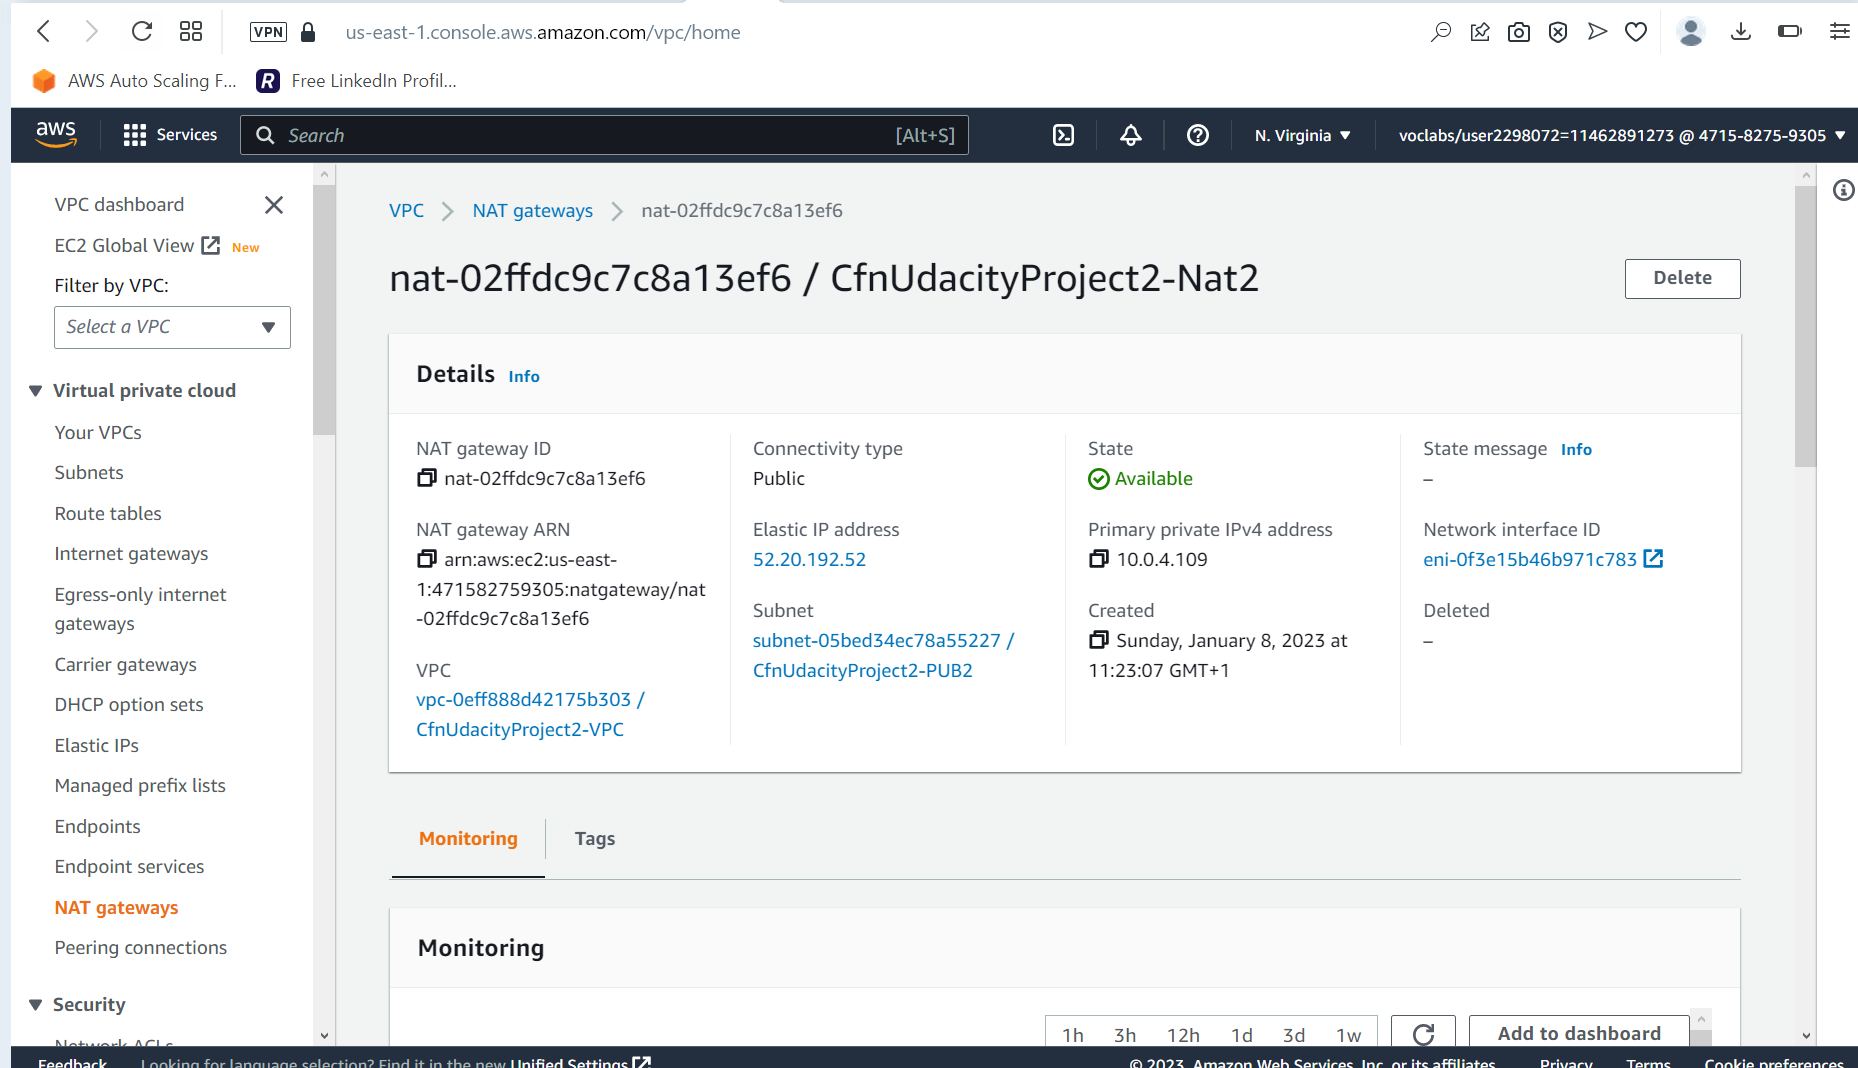 VPN us-east-1.console.aws.amazon.com/vpc/home
AWS Auto Scaling F... R Free LinkedIn Profil...
aws Services Search [Alt+S] N. Virginia voclabs/user2298072=11462891273 @ 4715-8275-9305
VPC dashboard
EC2 Global View New
Filter by VPC:
Select a VPC
Virtual private cloud
Your VPCs
Subnets
Route tables
Internet gateways
Egress-only internet
gateways
Carrier gateways
DHCP option sets
Elastic IPs
Managed prefix lists
Endpoints
Endpoint services
NAT gateways
Peering connections
Security
Network ACLs
VPC > NAT gateways > nat-02ffdc9c7c8a13ef6
nat-02ffdc9c7c8a13ef6 / CfnUdacityProject2-Nat2
Delete
Details Info
NAT gateway ID
nat-02ffdc9c7c8a13ef6
NAT gateway ARN
arn:aws:ec2:us-east-
1:471582759305:natgateway/nat
-02ffdc9c7c8a13ef6
VPC
vpc-0eff888d42175b303 /
CfnUdacityProject2-VPC
Connectivity type
Public
Elastic IP address
52.20.192.52
Subnet
subnet-05bed34ec78a55227 /
CfnUdacityProject2-PUB2
State
Available
Primary private IPv4 address
10.0.4.109
Created
Sunday, January 8, 2023 at
11:23:07 GMT+1
State message Info
–
Network interface ID
eni-0f3e15b46b971c783
Deleted
–
Monitoring Tags
Monitoring
1h 3h 12h 1d 3d 1w Add to dashboard
Feedback Looking for language selection? Find it in the new Unified Settings © 2023, Amazon Web Services, Inc. or its affiliates. Privacy Terms Cookie preferences